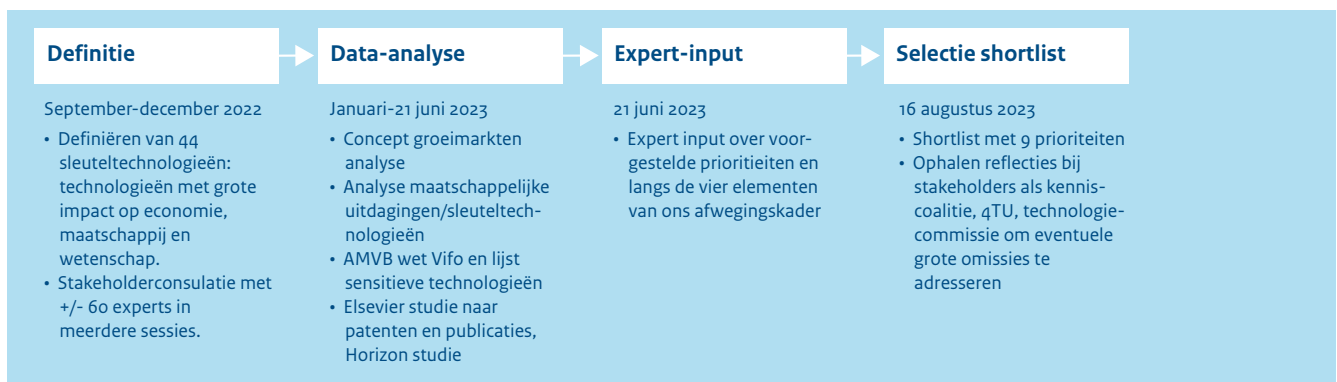 Definitie
September-december 2022
• Definiëren van 44
sleuteltechnologieën:
technologieën met grote
impact op economie,
maatschappij en
wetenschap.
• Stakeholderconsulatie met
+/- 60 experts in
meerdere sessies.
Data-analyse
Januari-21 juni 2023
• Concept groeimarkten
analyse
• Analyse maatschappelijke
uitdagingen/sleuteltech-
nologieën
• AMVB wet Vifo en lijst
sensitieve technologieën
• Elsevier studie naar
patenten en publicaties,
Horizon studie
Expert-input
21 juni 2023
• Expert input over voor-
gestelde prioritieiten en
langs de vier elementen
van ons afwegingskader
Selectie shortlist
16 augustus 2023
• Shortlist met 9 prioriteiten
• Ophalen reflecties bij
stakeholders als kennis-
coalitie, 4TU, technologie-
commissie om eventuele
grote omissies te
adresseren